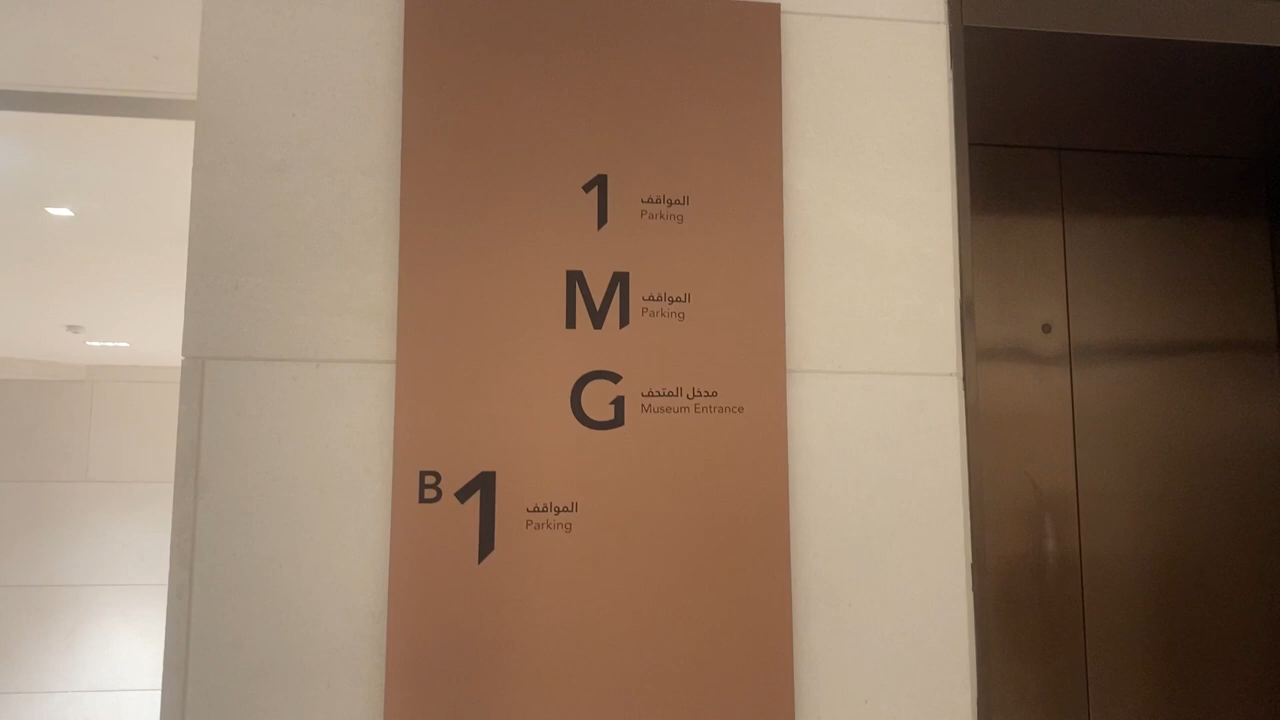 1
المواقف
Parking
M
المواقف
Parking
G
مدخل المتحف
Museum Entrance
B1
المواقف
Parking